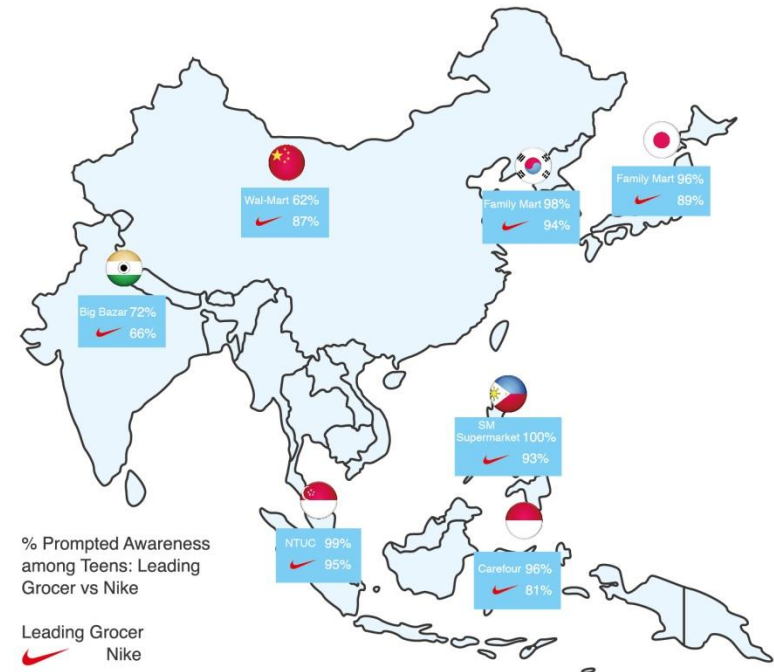 Wal-Mart 62%
87%
Family Mart 98%
94%
Family Mart 96%
89%
Big Bazar 72%
66%
SM
Supermarket 100%
93%
NTUC 99%
95%
Carefour 96%
81%
% Prompted Awareness
among Teens: Leading
Grocer vs Nike
Leading Grocer
Nike